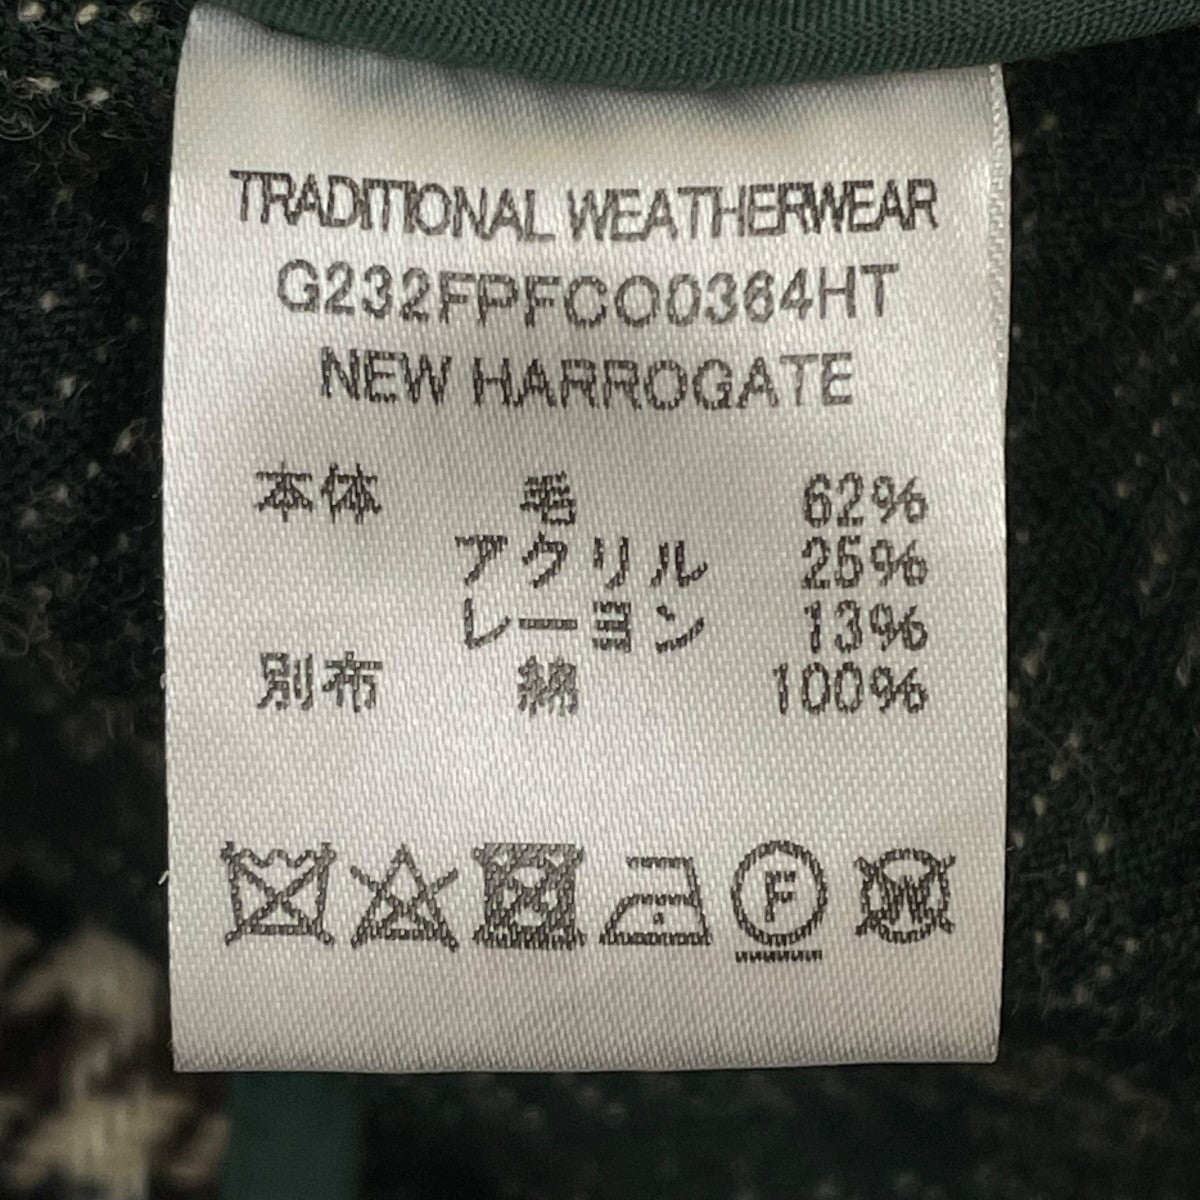 TRADITIONAL WEATHERWEAR
G232FPFCO0364HT
NEW HARROGATE
本体 毛 62%
アクリル 25%
レーヨン 13%
別布 綿 100%
F
W